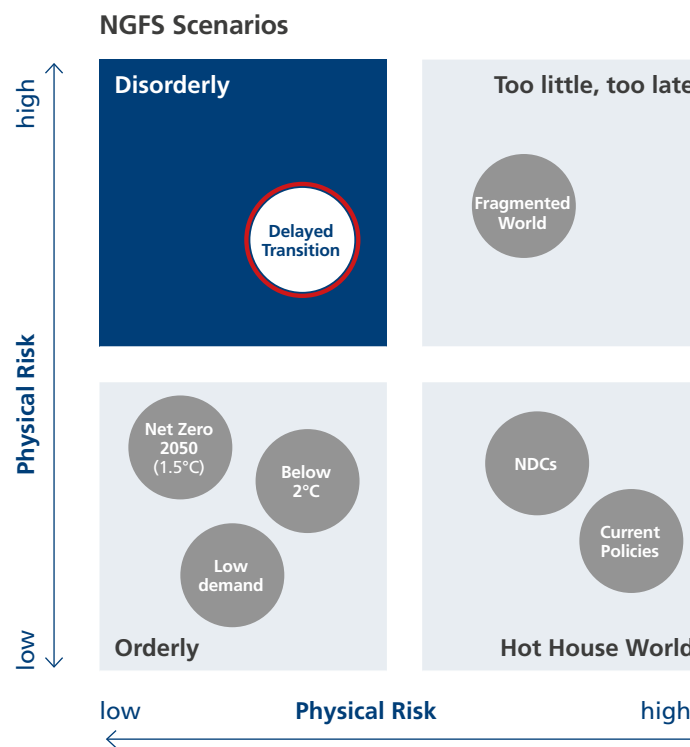 NGFS Scenarios
high
Physical Risk
low
Disorderly
Delayed
Transition
Too little, too late
Fragmented
World
Net Zero
2050
(1.5°C)
Below
2°C
Low
demand
Orderly
NDCs
Current
Policies
Hot House World
low
Physical Risk
high